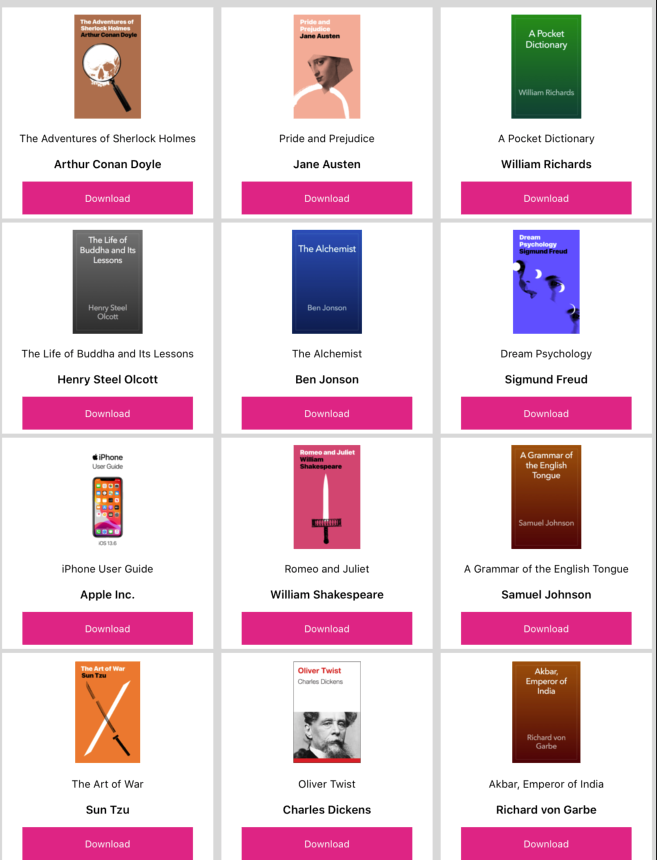 The Adventures of
Sherlock Holmes
Arthur Conan Doyle
The Adventures of Sherlock Holmes
Arthur Conan Doyle
Download
Pride and
Prejudice
Jane Austen
Pride and Prejudice
Jane Austen
Download
A Pocket
Dictionary
William Richards
A Pocket Dictionary
William Richards
Download
The Life of
Buddha and Its
Lessons
Henry Steel
Olcott
The Life of Buddha and Its Lessons
Henry Steel Olcott
Download
The Alchemist
Ben Jonson
The Alchemist
Ben Jonson
Download
Dream
Psychology
Sigmund Freud
Dream Psychology
Sigmund Freud
Download
iPhone
User Guide
iOS 13.6
iPhone User Guide
Apple Inc.
Download
Romeo and Juliet
William
Shakespeare
Romeo and Juliet
William Shakespeare
Download
A Grammar of
the English
Tongue
Samuel Johnson
A Grammar of the English Tongue
Samuel Johnson
Download
The Art of War
Sun Tzu
The Art of War
Sun Tzu
Download
Oliver Twist
Charles Dickens
Oliver Twist
Charles Dickens
Download
Akbar,
Emperor of
India
Richard von
Garbe
Akbar, Emperor of India
Richard von Garbe
Download